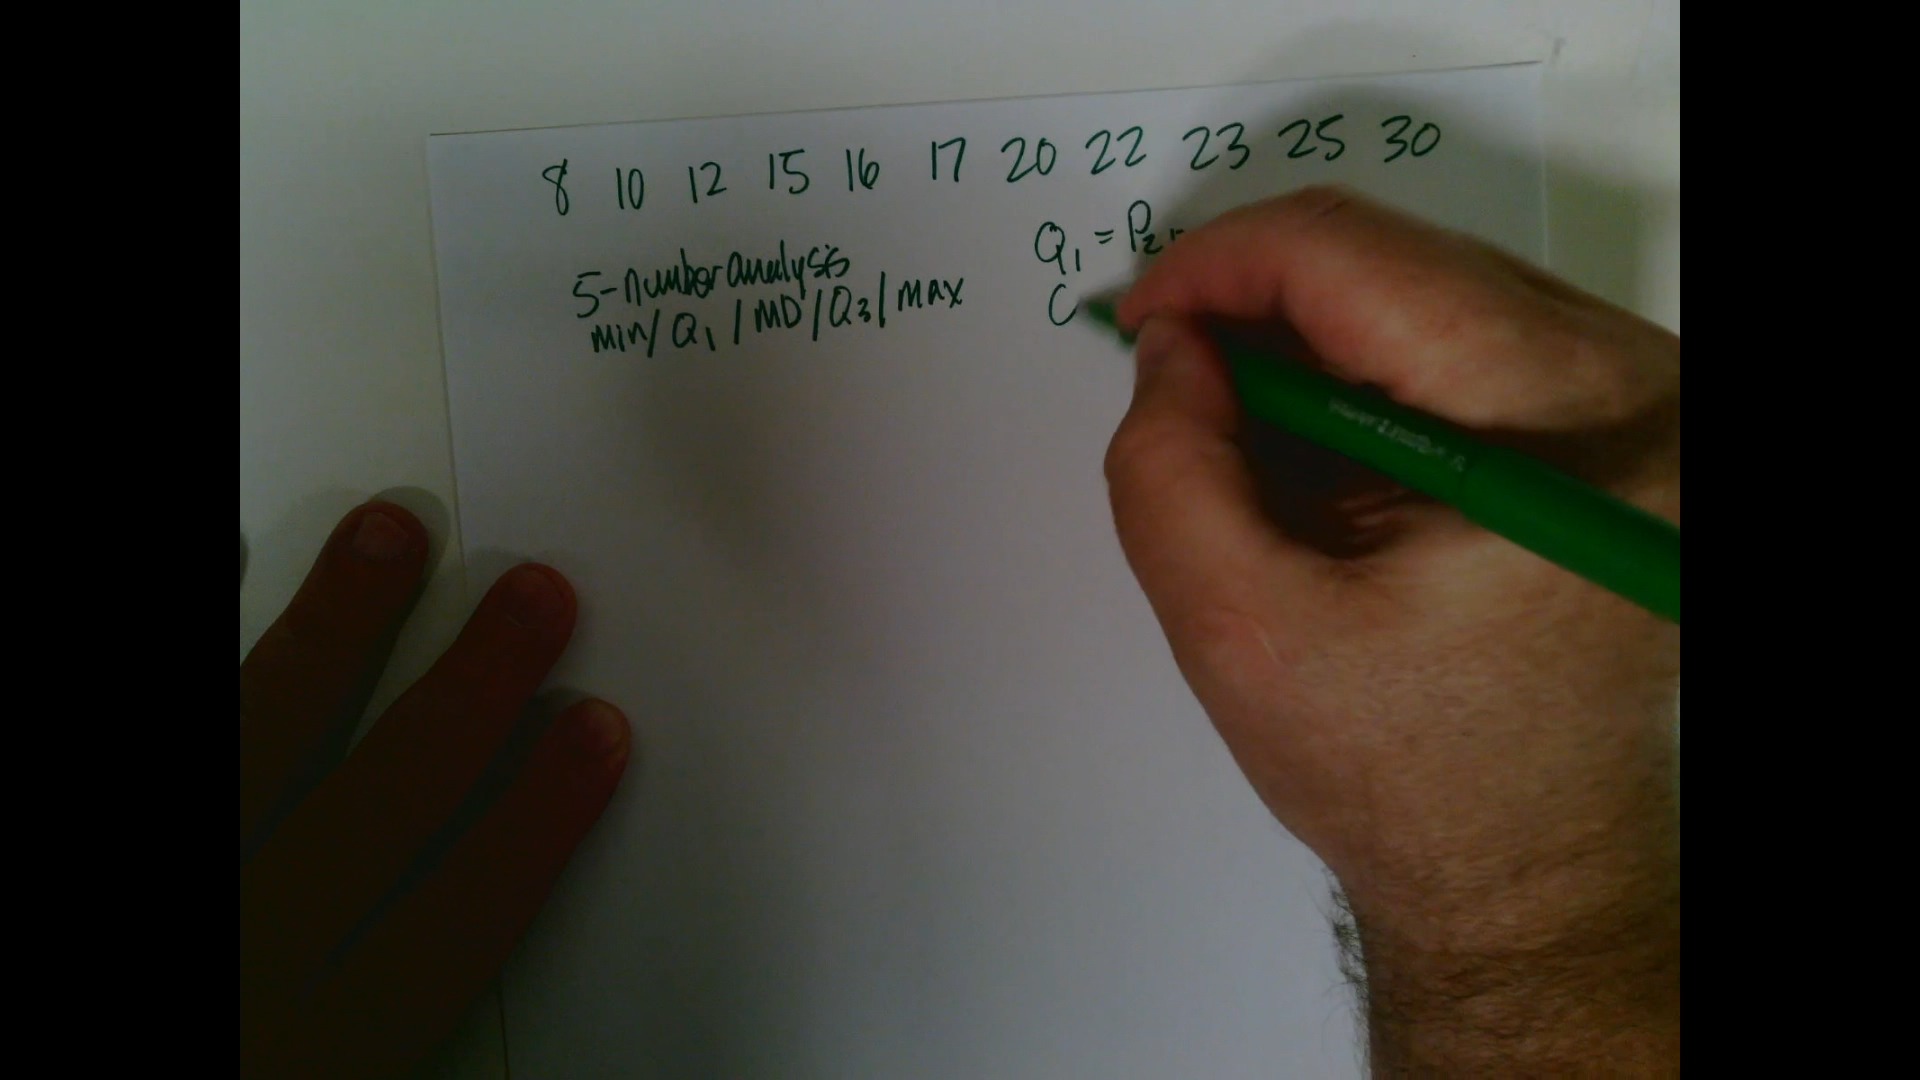 8 10 12 15 16 17 20 22 23 25 30
5-number analysis
min/Q1/MD/Q3/max
Q1 = P2